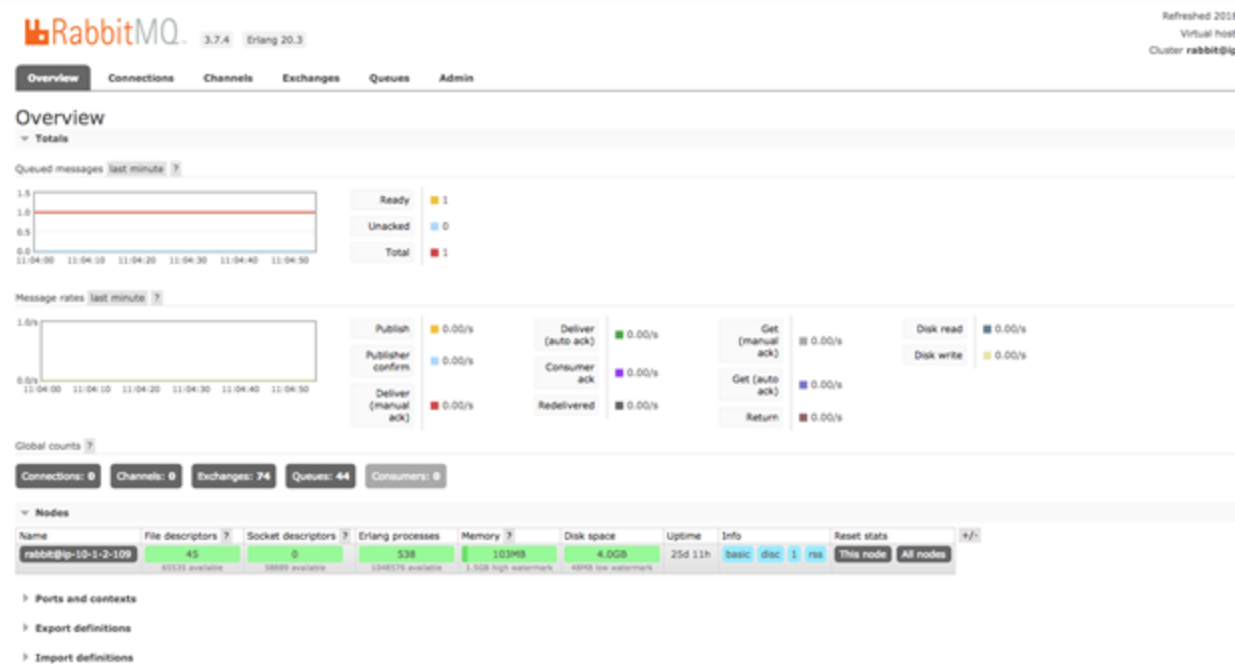 RabbitMQ 3.7.4 Erlang 20.3
Refreshed 2018
Virtual host
Cluster rabbit@ip
Overview Connections Channels Exchanges Queues Admin
Overview
Totals
Queued messages last minute ?
1.5
1.0
0.5
0.0
11:04:00 11:04:10 11:04:20 11:04:30 11:04:40 11:04:50
Ready 1
Unacked 0
Total 1
Message rates last minute ?
1.0/s
0.0/s
11:04:00 11:04:10 11:04:20 11:04:30 11:04:40 11:04:50
Publish 0.00/s
Publisher
confirm 0.00/s
Deliver
(manual
ack) 0.00/s
Deliver
(auto ack) 0.00/s
Consumer
ack 0.00/s
Redelivered 0.00/s
Get
(manual
ack) 0.00/s
Get (auto
ack) 0.00/s
Return 0.00/s
Disk read 0.00/s
Disk write 0.00/s
Global counts ?
Connections: 0 Channels: 0 Exchanges: 74 Queues: 44 Consumers: 0
Nodes
Name File descriptors ? Socket descriptors ? Erlang processes Memory ? Disk space Uptime Info Reset stats +/-
rabbit@ip-10-1-2-109 45 0 538 103MB 4.0GB 25d 11h basic disc 1 rss This node All nodes
65535 available 58889 available 1048576 available 1.5GB high watermark 48MB low watermark
Ports and contexts
Export definitions
Import definitions